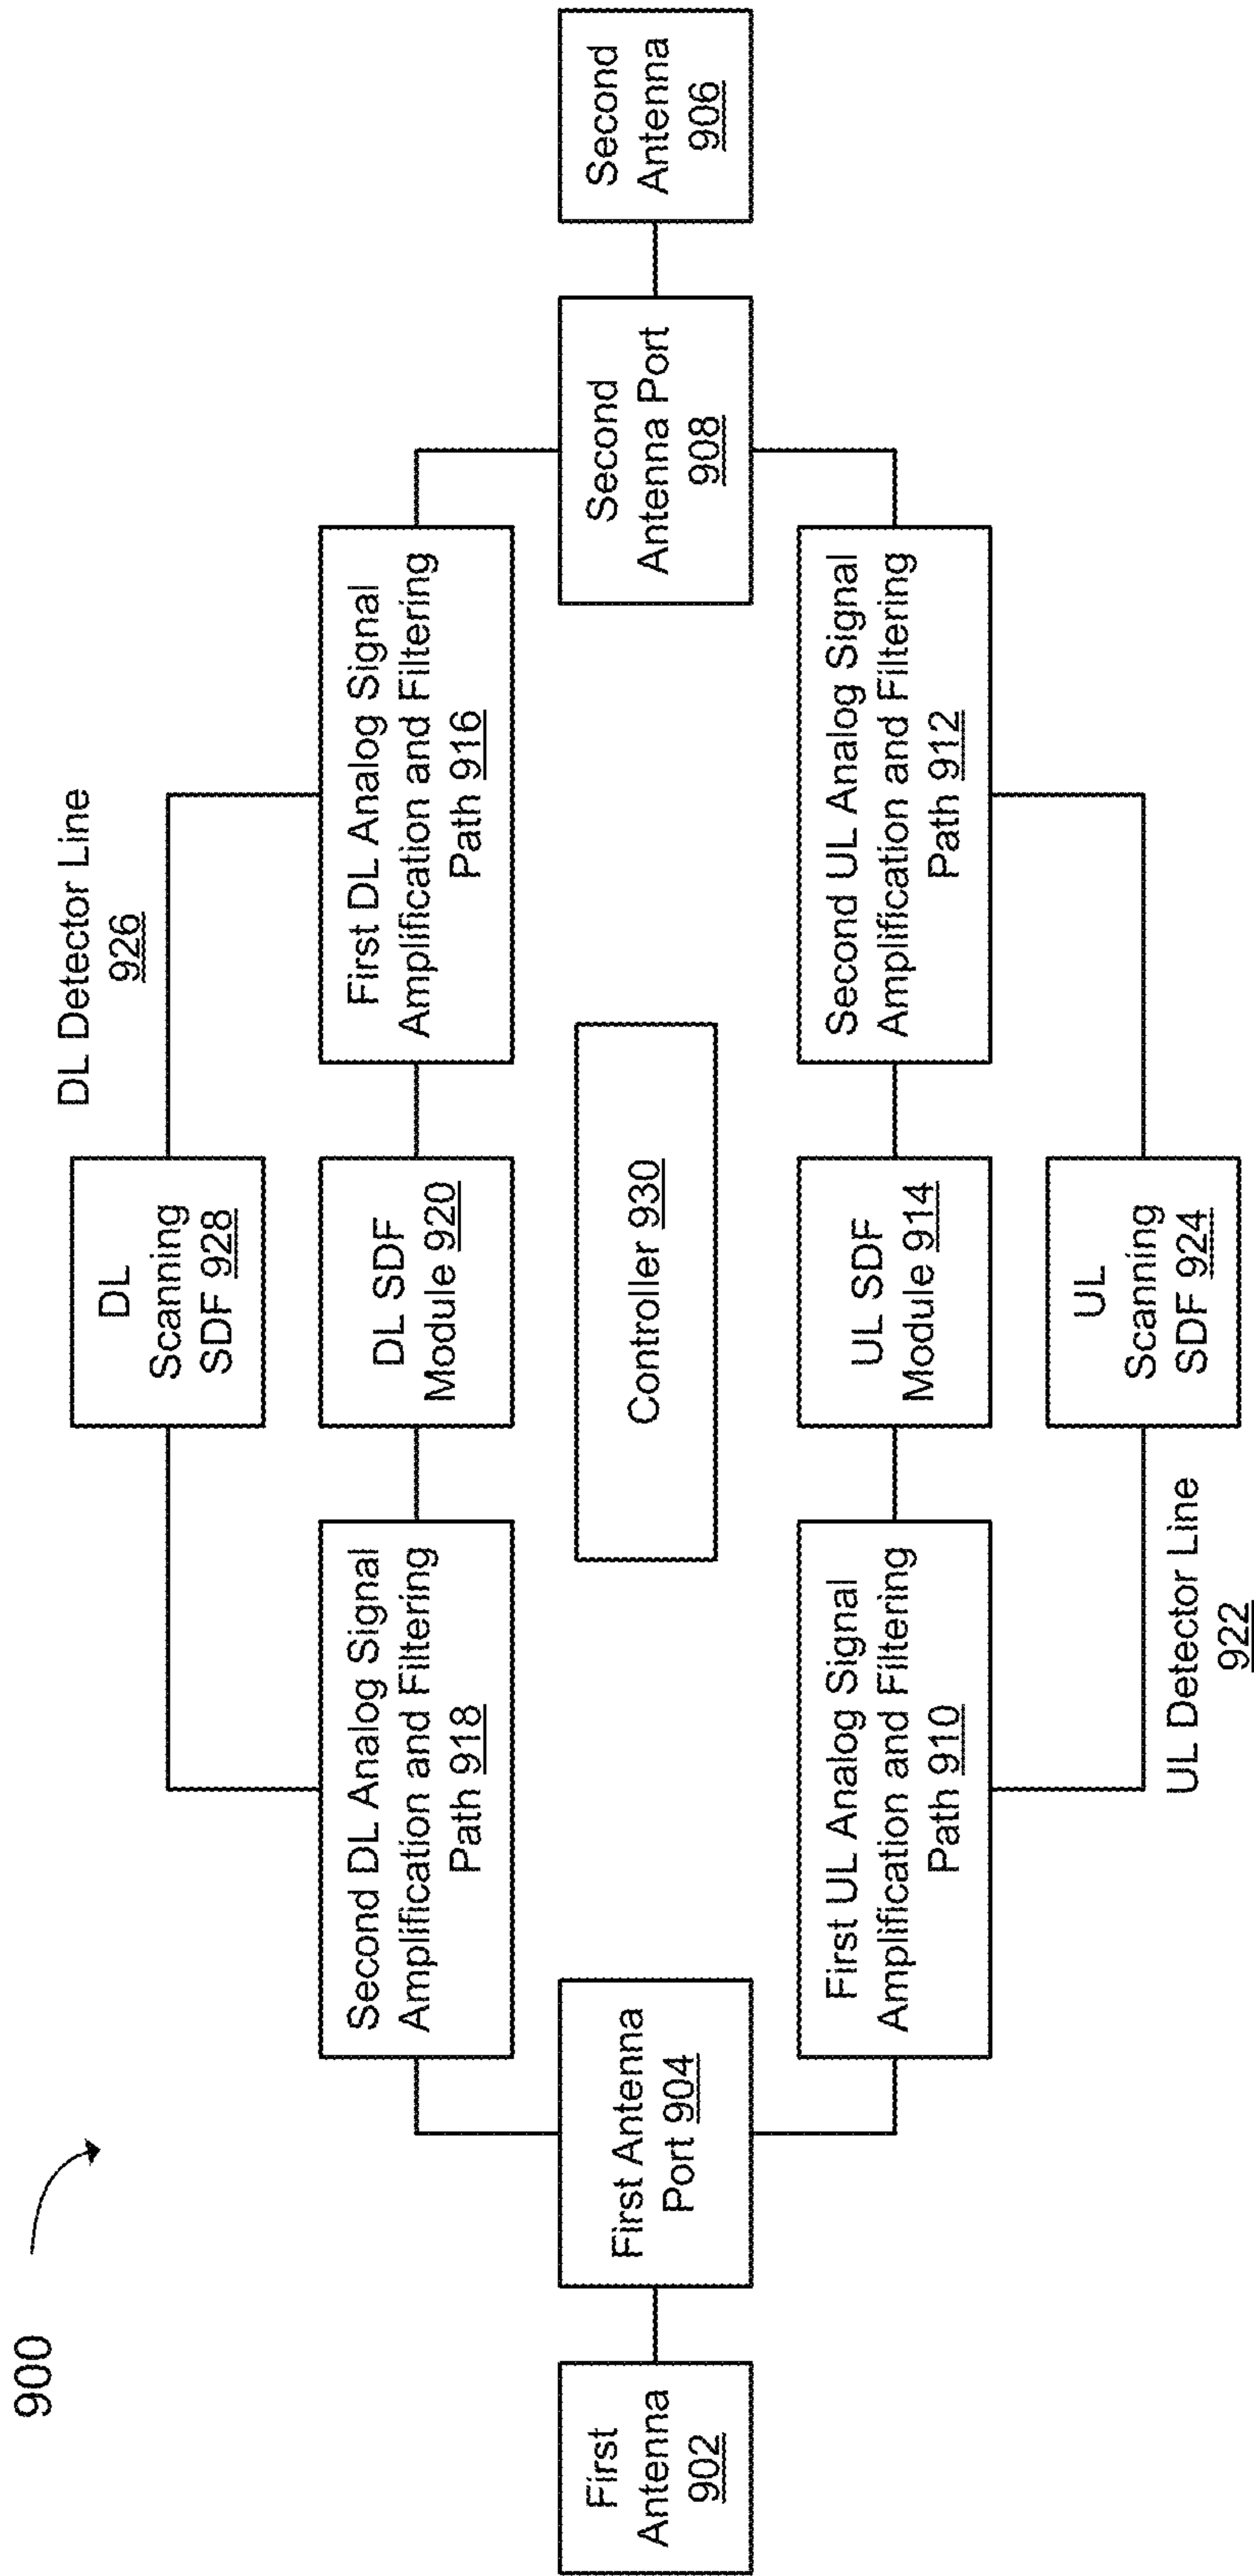 900
DL Detector Line
926
DL
Scanning
SDF 928
Second DL Analog Signal
Amplification and Filtering
Path 918
DL SDF
Module 920
First DL Analog Signal
Amplification and Filtering
Path 916
First
Antenna
902
First Antenna
Port 904
Controller 930
Second
Antenna Port
908
Second
Antenna
906
First UL Analog Signal
Amplification and Filtering
Path 910
UL SDF
Module 914
Second UL Analog Signal
Amplification and Filtering
Path 912
UL
Scanning
SDF 924
UL Detector Line
922